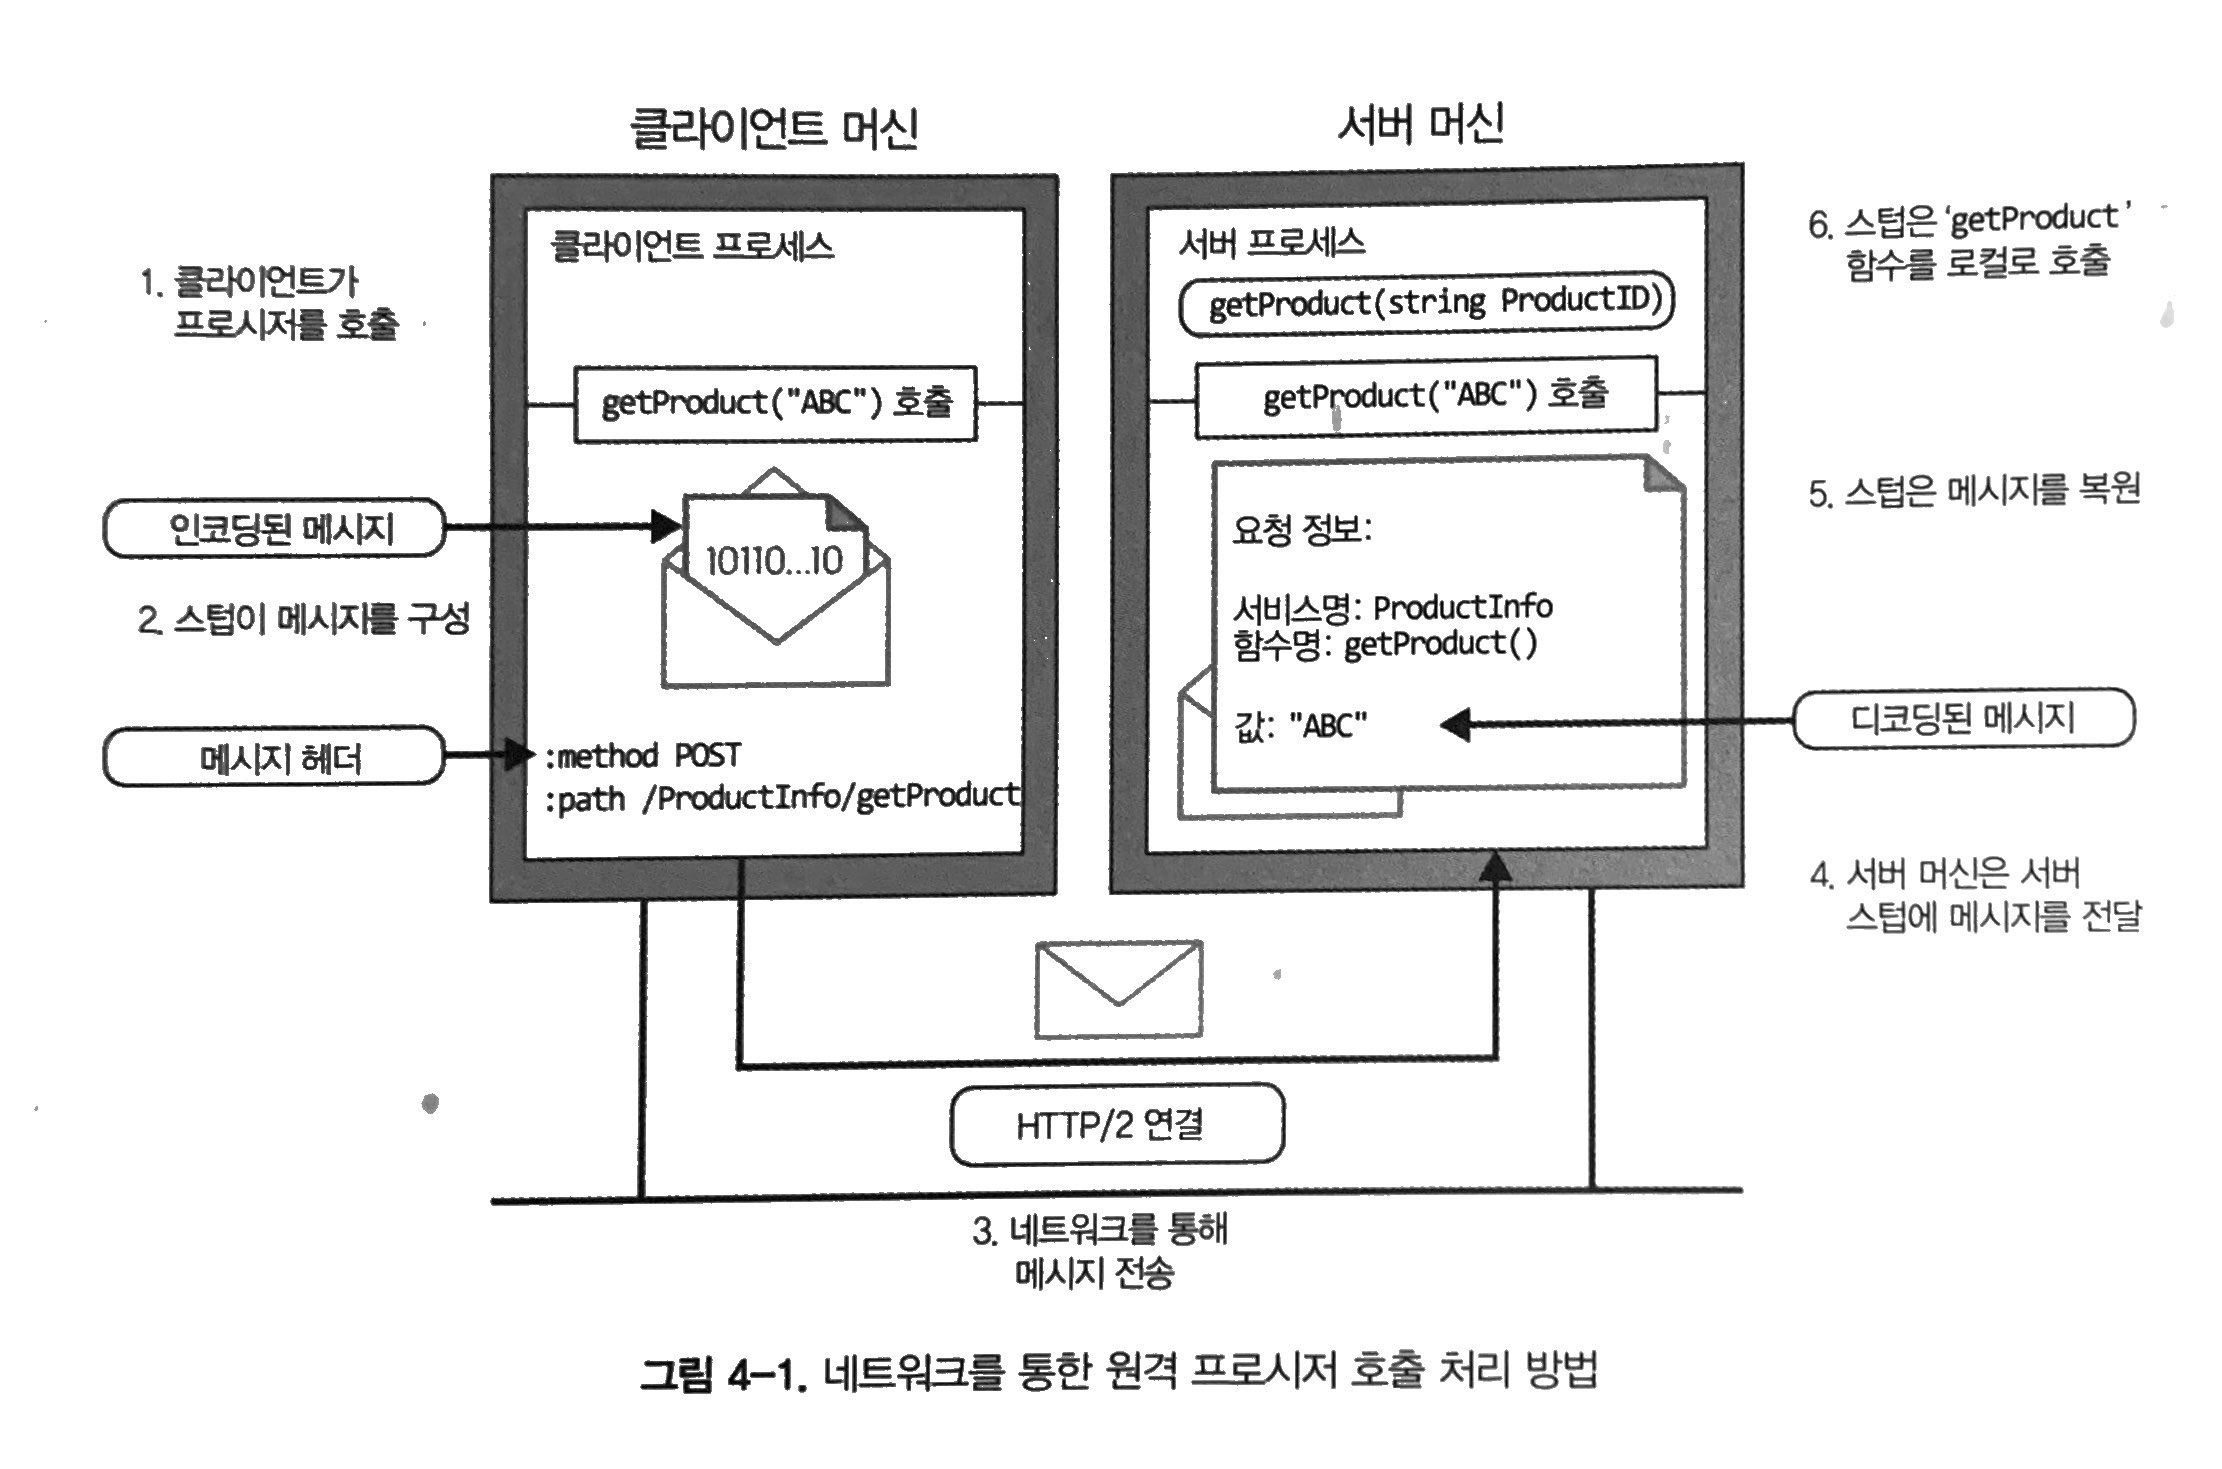 클라이언트 머신
서버 머신
1. 클라이언트가
프로시저를 호출
인코딩된 메시지
2. 스텁이 메시지를 구성
메시지 헤더
클라이언트 프로세스
getProduct("ABC") 호출
10110...10
:method POST
:path /ProductInfo/getProduct
서버 프로세스
getProduct(string ProductID)
getProduct("ABC") 호출
요청 정보:
서비스명: ProductInfo
함수명: getProduct()
값: "ABC"
6. 스텁은 ‘getProduct’
함수를 로컬로 호출
5. 스텁은 메시지를 복원
디코딩된 메시지
4. 서버 머신은 서버
스텁에 메시지를 전달
HTTP/2 연결
3. 네트워크를 통해
메시지 전송
그림 4-1. 네트워크를 통한 원격 프로시저 호출 처리 방법